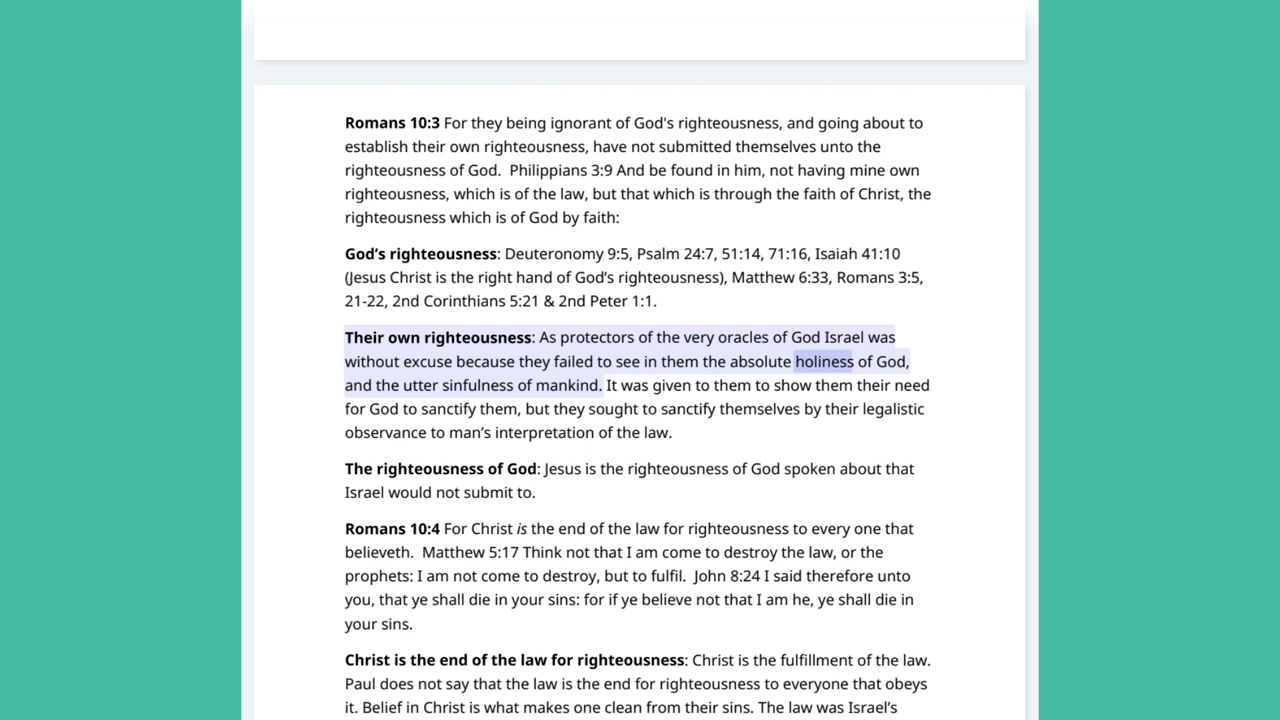 Romans 10:3 For they being ignorant of God's righteousness, and going about to
establish their own righteousness, have not submitted themselves unto the
righteousness of God.  Philippians 3:9 And be found in him, not having mine own
righteousness, which is of the law, but that which is through the faith of Christ, the
righteousness which is of God by faith:
God’s righteousness: Deuteronomy 9:5, Psalm 24:7, 51:14, 71:16, Isaiah 41:10
(Jesus Christ is the right hand of God’s righteousness), Matthew 6:33, Romans 3:5,
21-22, 2nd Corinthians 5:21 & 2nd Peter 1:1.
Their own righteousness: As protectors of the very oracles of God Israel was
without excuse because they failed to see in them the absolute holiness of God,
and the utter sinfulness of mankind. It was given to them to show them their need
for God to sanctify them, but they sought to sanctify themselves by their legalistic
observance to man’s interpretation of the law.
The righteousness of God: Jesus is the righteousness of God spoken about that
Israel would not submit to.
Romans 10:4 For Christ is the end of the law for righteousness to every one that
believeth.  Matthew 5:17 Think not that I am come to destroy the law, or the
prophets: I am not come to destroy, but to fulfil.  John 8:24 I said therefore unto
you, that ye shall die in your sins: for if ye believe not that I am he, ye shall die in
your sins.
Christ is the end of the law for righteousness: Christ is the fulfillment of the law.
Paul does not say that the law is the end for righteousness to everyone that obeys
it. Belief in Christ is what makes one clean from their sins. The law was Israel’s